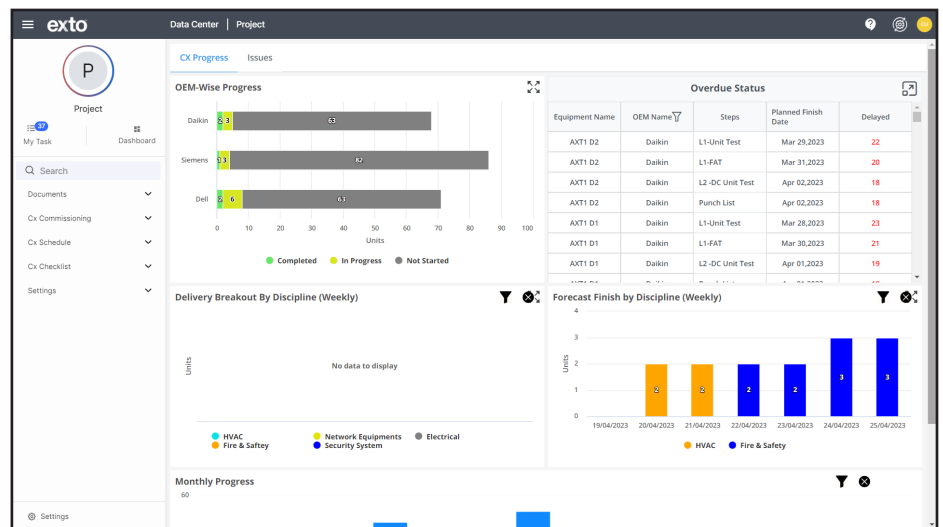 exto
Data Center | Project
P
Project
37
My Task
Dashboard
Search
Documents
Cx Commissioning
Cx Schedule
Cx Checklist
Settings
Settings
CX Progress Issues
OEM-Wise Progress
Daikin 2 3 63
Siemens 1 3 82
Dell 2 6 63
0 10 20 30 40 50 60 70 80 90 100
Units
Completed In Progress Not Started
Overdue Status
Equipment Name OEM Name Steps Planned Finish Date Delayed
AXT1 D2 Daikin L1-Unit Test Mar 29,2023 22
AXT1 D2 Daikin L1-FAT Mar 31,2023 20
AXT1 D2 Daikin L2 -DC Unit Test Apr 02,2023 18
AXT1 D2 Daikin Punch List Apr 02,2023 18
AXT1 D1 Daikin L1-Unit Test Mar 28,2023 23
AXT1 D1 Daikin L1-FAT Mar 30,2023 21
AXT1 D1 Daikin L2 -DC Unit Test Apr 01,2023 19
Delivery Breakout By Discipline (Weekly)
Units
No data to display
HVAC Network Equipments Electrical
Fire & Saftey Security System
Forecast Finish by Discipline (Weekly)
4
3
2
1
0
Units
2 2 2 2 3 3
19/04/2023 20/04/2023 21/04/2023 22/04/2023 23/04/2023 24/04/2023 25/04/2023
HVAC Fire & Safety
Monthly Progress
60